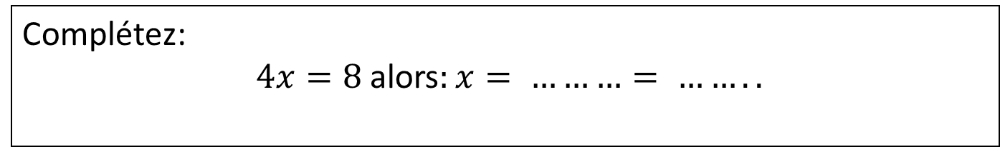 Complétez:
4𝑥 = 8 alors: 𝑥 = ... ... ... = ... ... . .